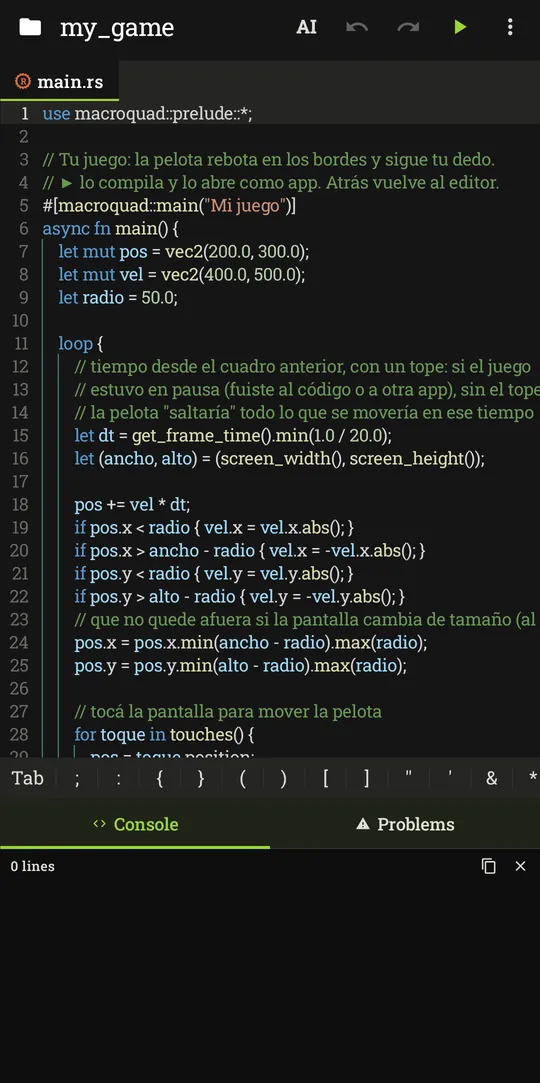 my_game
AI
main.rs
1 use macroquad::prelude::*;
2
3 // Tu juego: la pelota rebota en los bordes y sigue tu dedo.
4 // ► lo compila y lo abre como app. Atrás vuelve al editor.
5 #[macroquad::main("Mi juego")]
6 async fn main() {
7 let mut pos = vec2(200.0, 300.0);
8 let mut vel = vec2(400.0, 500.0);
9 let radio = 50.0;
10
11 loop {
12 // tiempo desde el cuadro anterior, con un tope: si el juego
13 // estuvo en pausa (fuiste al código o a otra app), sin el tope
14 // la pelota "saltaría" todo lo que se movería en ese tiempo
15 let dt = get_frame_time().min(1.0 / 20.0);
16 let (ancho, alto) = (screen_width(), screen_height());
17
18 pos += vel * dt;
19 if pos.x < radio { vel.x = vel.x.abs(); }
20 if pos.x > ancho - radio { vel.x = -vel.x.abs(); }
21 if pos.y < radio { vel.y = vel.y.abs(); }
22 if pos.y > alto - radio { vel.y = -vel.y.abs(); }
23 // que no quede afuera si la pantalla cambia de tamaño (al
24 pos.x = pos.x.min(ancho - radio).max(radio);
25 pos.y = pos.y.min(alto - radio).max(radio);
26
27 // tocá la pantalla para mover la pelota
28 for toque in touches() {
29 pos = toque.position;
Tab ; : { } ( ) [ ] " ' & *
<> Console
Problems
0 lines